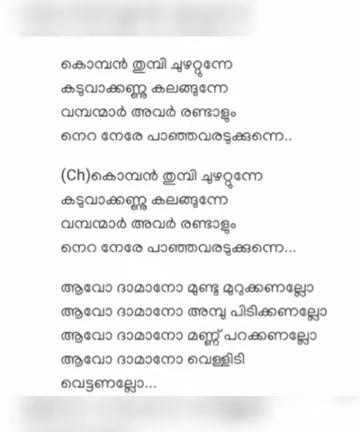 കൊമ്പൻ തുമ്പി ചുഴറ്റുന്നേ
കടുവാക്കണ്ണു കലങ്ങുന്നേ
വമ്പന്മാർ അവർ രണ്ടാളും
നെറ നേരേ പാഞ്ഞവരടുക്കുന്നെ..
(Ch)കൊമ്പൻ തുമ്പി ചുഴറ്റുന്നേ
കടുവാക്കണ്ണു കലങ്ങുന്നേ
വമ്പന്മാർ അവർ രണ്ടാളും
നെറ നേരേ പാഞ്ഞവരടുക്കുന്നെ...
ആവോ ദാമാനോ മുണ്ടു മുറുക്കണല്ലോ
ആവോ ദാമാനോ അമ്പു പിടിക്കണല്ലോ
ആവോ ദാമാനോ മണ്ണ് പറക്കണല്ലോ
ആവോ ദാമാനോ വെള്ളിടി
വെട്ടണല്ലോ...